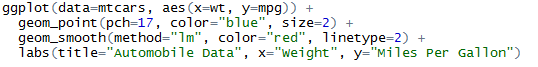 ggplot(data=mtcars, aes(x=wt, y=mpg)) +
  geom_point(pch=17, color="blue", size=2) +
  geom_smooth(method="lm", color="red", linetype=2) +
  labs(title="Automobile Data", x="Weight", y="Miles Per Gallon")